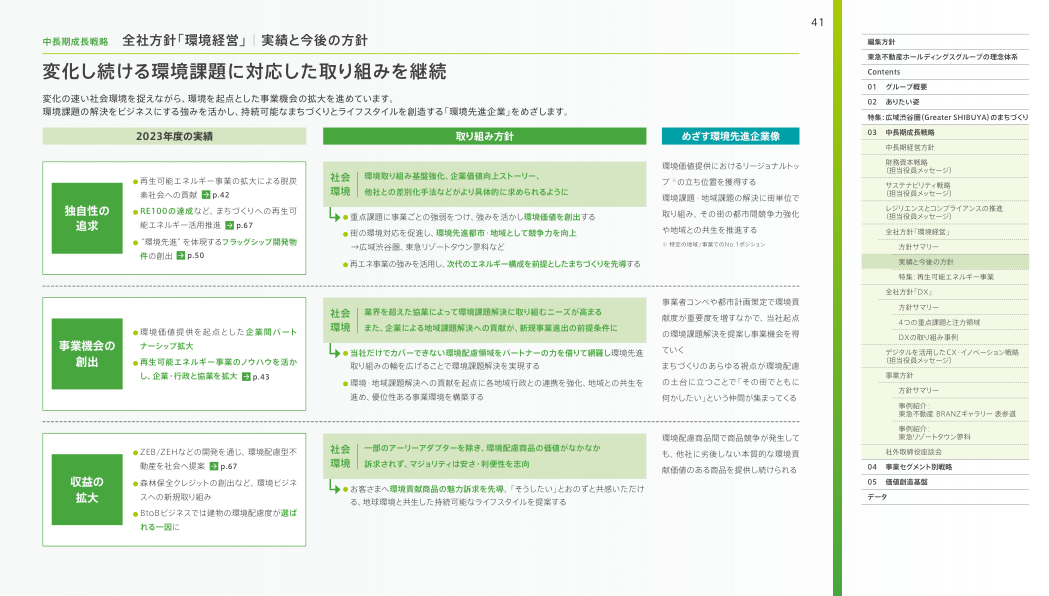 41
中長期成長戦略 全社方針「環境経営」｜実績と今後の方針
変化し続ける環境課題に対応した取り組みを継続
変化の速い社会環境を捉えながら、環境を起点とした事業機会の拡大を進めています。
環境課題の解決をビジネスにする強みを活かし、持続可能なまちづくりとライフスタイルを創造する「環境先進企業」をめざします。
2023年度の実績
取り組み方針
めざす環境先進企業像
独自性の
追求
●再生可能エネルギー事業の拡大による脱炭
素社会への貢献 p.42
●RE100の達成など、まちづくりへの再生可
能エネルギー活用推進 p.67
●“環境先進”を体現するフラッグシップ開発物
件の創出 p.50
社会
環境
環境取り組み基盤強化、企業価値向上ストーリー、
他社との差別化手法などがより具体的に求められるように
●重点課題に事業ごとの強弱をつけ、強みを活かし環境価値を創出する
●街の環境対応を促進し、環境先進都市・地域として競争力を向上
→広域渋谷圏、東急リゾートタウン蓼科など
●再エネ事業の強みを活用し、次代のエネルギー構成を前提としたまちづくりを先導する
環境価値提供におけるリージョナルトッ
プ※の立ち位置を獲得する
環境課題・地域課題の解決に街単位で
取り組み、その街の都市間競争力強化
や地域との共生を推進する
※ 特定の地域/事業でのNo.1ポジション
事業機会の
創出
●環境価値提供を起点とした企業間パート
ナーシップ拡大
●再生可能エネルギー事業のノウハウを活か
し、企業・行政と協業を拡大 p.43
社会
環境
業界を超えた協業によって環境課題解決に取り組むニーズが高まる
また、企業による地域課題解決への貢献が、新規事業進出の前提条件に
●当社だけでカバーできない環境配慮領域をパートナーの力を借りて網羅し環境先進
取り組みの輪を広げることで環境課題解決を実現する
●環境・地域課題解決への貢献を起点に各地域行政との連携を強化、地域との共生を
進め、優位性ある事業環境を構築する
事業者コンペや都市計画策定で環境貢
献度が重要度を増すなかで、当社起点
の環境課題解決を提案し事業機会を得
ていく
まちづくりのあらゆる視点が環境配慮
の土台に立つことで「その街でともに
何かしたい」という仲間が集まってくる
収益の
拡大
●ZEB/ZEHなどの開発を通じ、環境配慮型不
動産を社会へ提案 p.67
●森林保全クレジットの創出など、環境ビジネ
スへの新規取り組み
●BtoBビジネスでは建物の環境配慮度が選ば
れる一因に
社会
環境
一部のアーリーアダプターを除き、環境配慮商品の価値がなかなか
訴求されず、マジョリティは安さ・利便性を志向
●お客さまへ環境貢献商品の魅力訴求を先導。「そうしたい」とおのずと共感いただけ
る、地球環境と共生した持続可能なライフスタイルを提案する
環境配慮商品間で商品競争が発生して
も、他社に劣後しない本質的な環境貢
献価値のある商品を提供し続けられる
編集方針
東急不動産ホールディングスグループの理念体系
Contents
01 グループ概要
02 ありたい姿
特集：広域渋谷圏（Greater SHIBUYA）のまちづくり
03 中長期成長戦略
中長期経営方針
財務資本戦略
（担当役員メッセージ）
サステナビリティ戦略
（担当役員メッセージ）
レジリエンスとコンプライアンスの推進
（担当役員メッセージ）
全社方針「環境経営」
方針サマリー
実績と今後の方針
特集：再生可能エネルギー事業
全社方針「DX」
方針サマリー
4つの重点課題と注力領域
DXの取り組み事例
デジタルを活用したCX・イノベーション戦略
（担当役員メッセージ）
事業方針
方針サマリー
事例紹介：
東急不動産 BRANZギャラリー 表参道
事例紹介：
東急リゾートタウン蓼科
社外取締役座談会
04 事業セグメント別戦略
05 価値創造基盤
データ